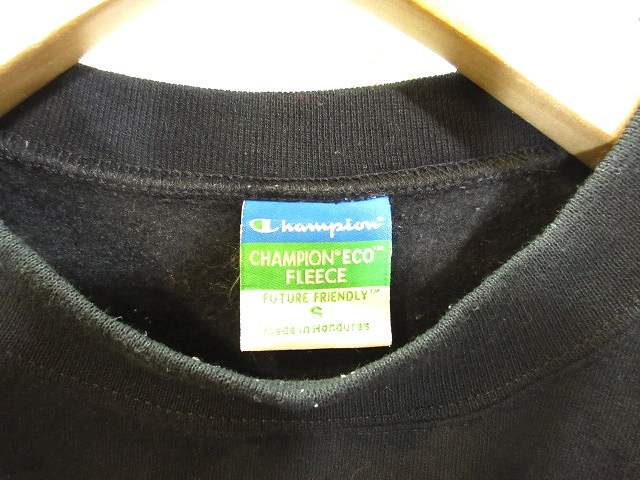 Champion
CHAMPION® ECO™
FLEECE
FUTURE FRIENDLY™
S
Made in Honduras